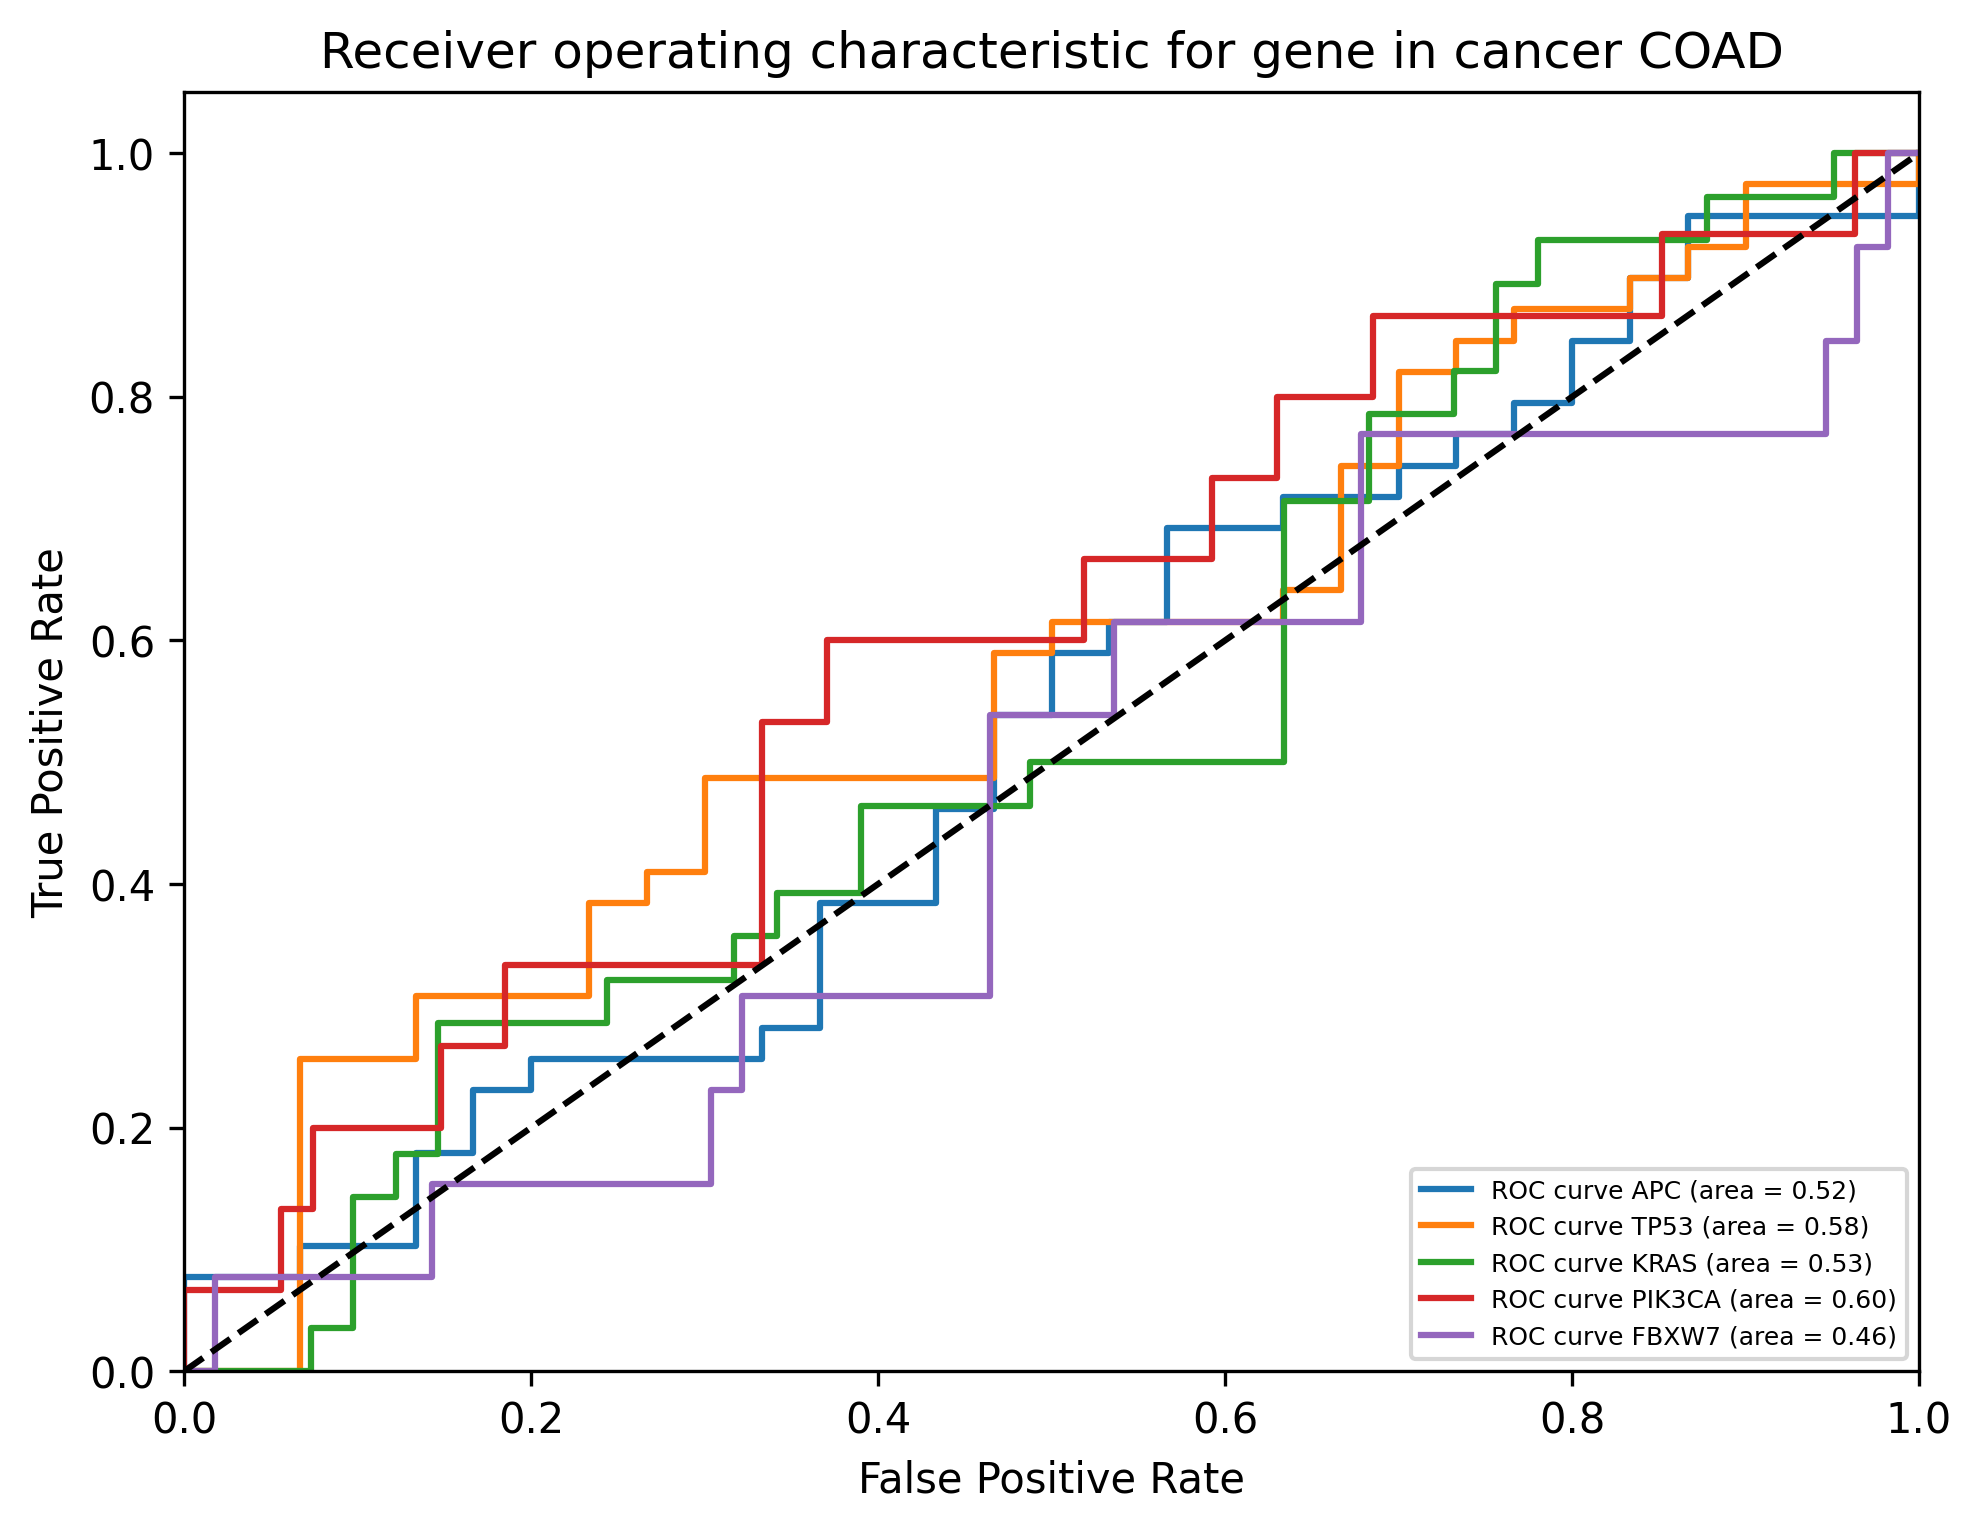 Receiver operating characteristic for gene in cancer COAD
True Positive Rate
1.0
0.8
0.6
0.4
0.2
0.0
0.0 0.2 0.4 0.6 0.8 1.0
False Positive Rate
ROC curve APC (area = 0.52)
ROC curve TP53 (area = 0.58)
ROC curve KRAS (area = 0.53)
ROC curve PIK3CA (area = 0.60)
ROC curve FBXW7 (area = 0.46)